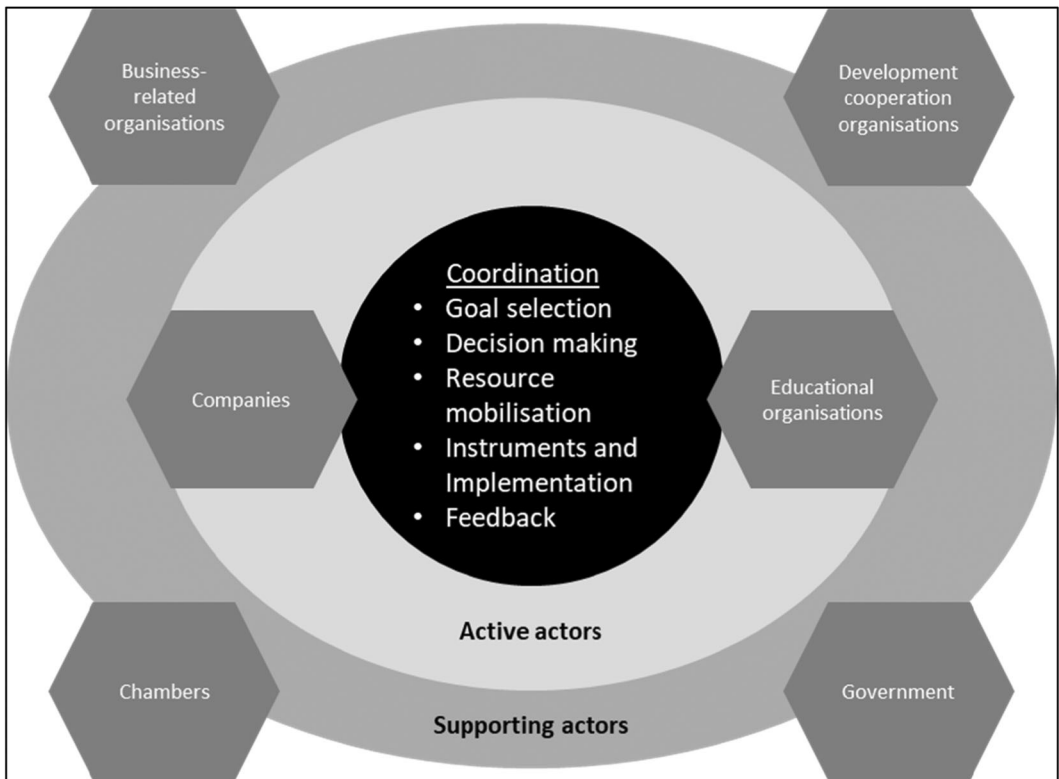 Business-
related
organisations
Development
cooperation
organisations
Coordination
• Goal selection
• Decision making
• Resource
mobilisation
• Instruments and
Implementation
• Feedback
Companies
Educational
organisations
Active actors
Chambers
Supporting actors
Government